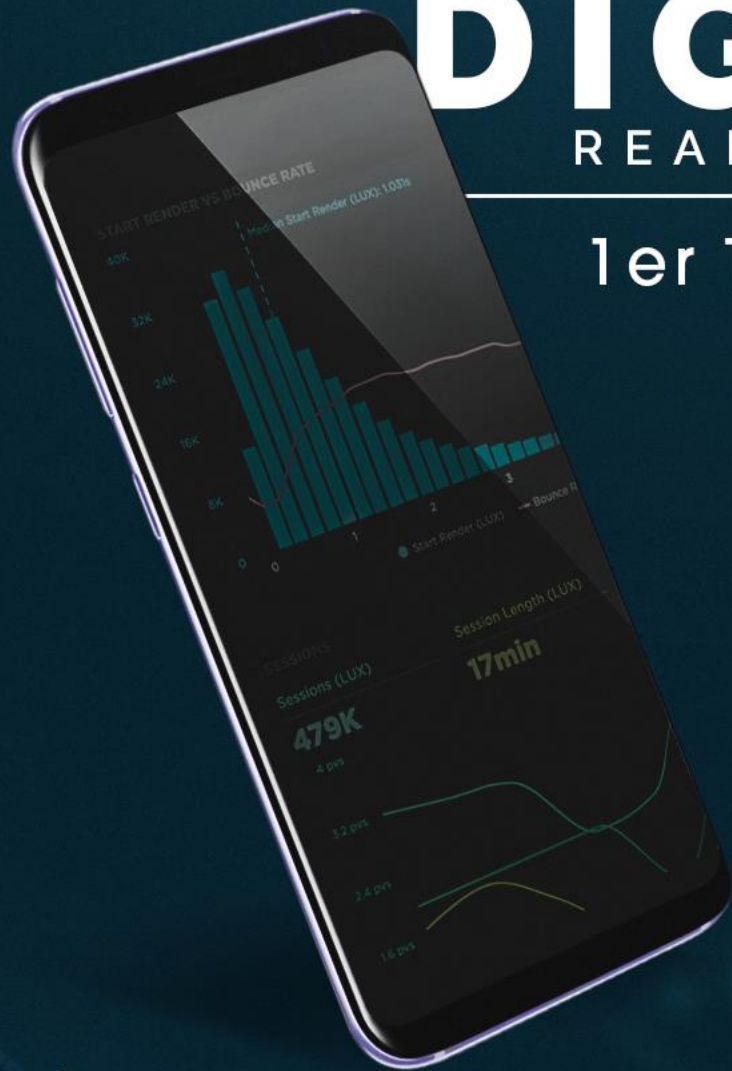 DIG
REA
1er
START RENDER VS BOUNCE RATE
Median Start Render (LUX): 1.031s
40K
32K
24K
16K
8K
0
0
1
2
3
Start Render (LUX)
Bounce R
SESSIONS
Sessions (LUX)
479K
Session Length (LUX)
17min
4 pvs
3.2 pvs
2.4 pvs
1.6 pvs